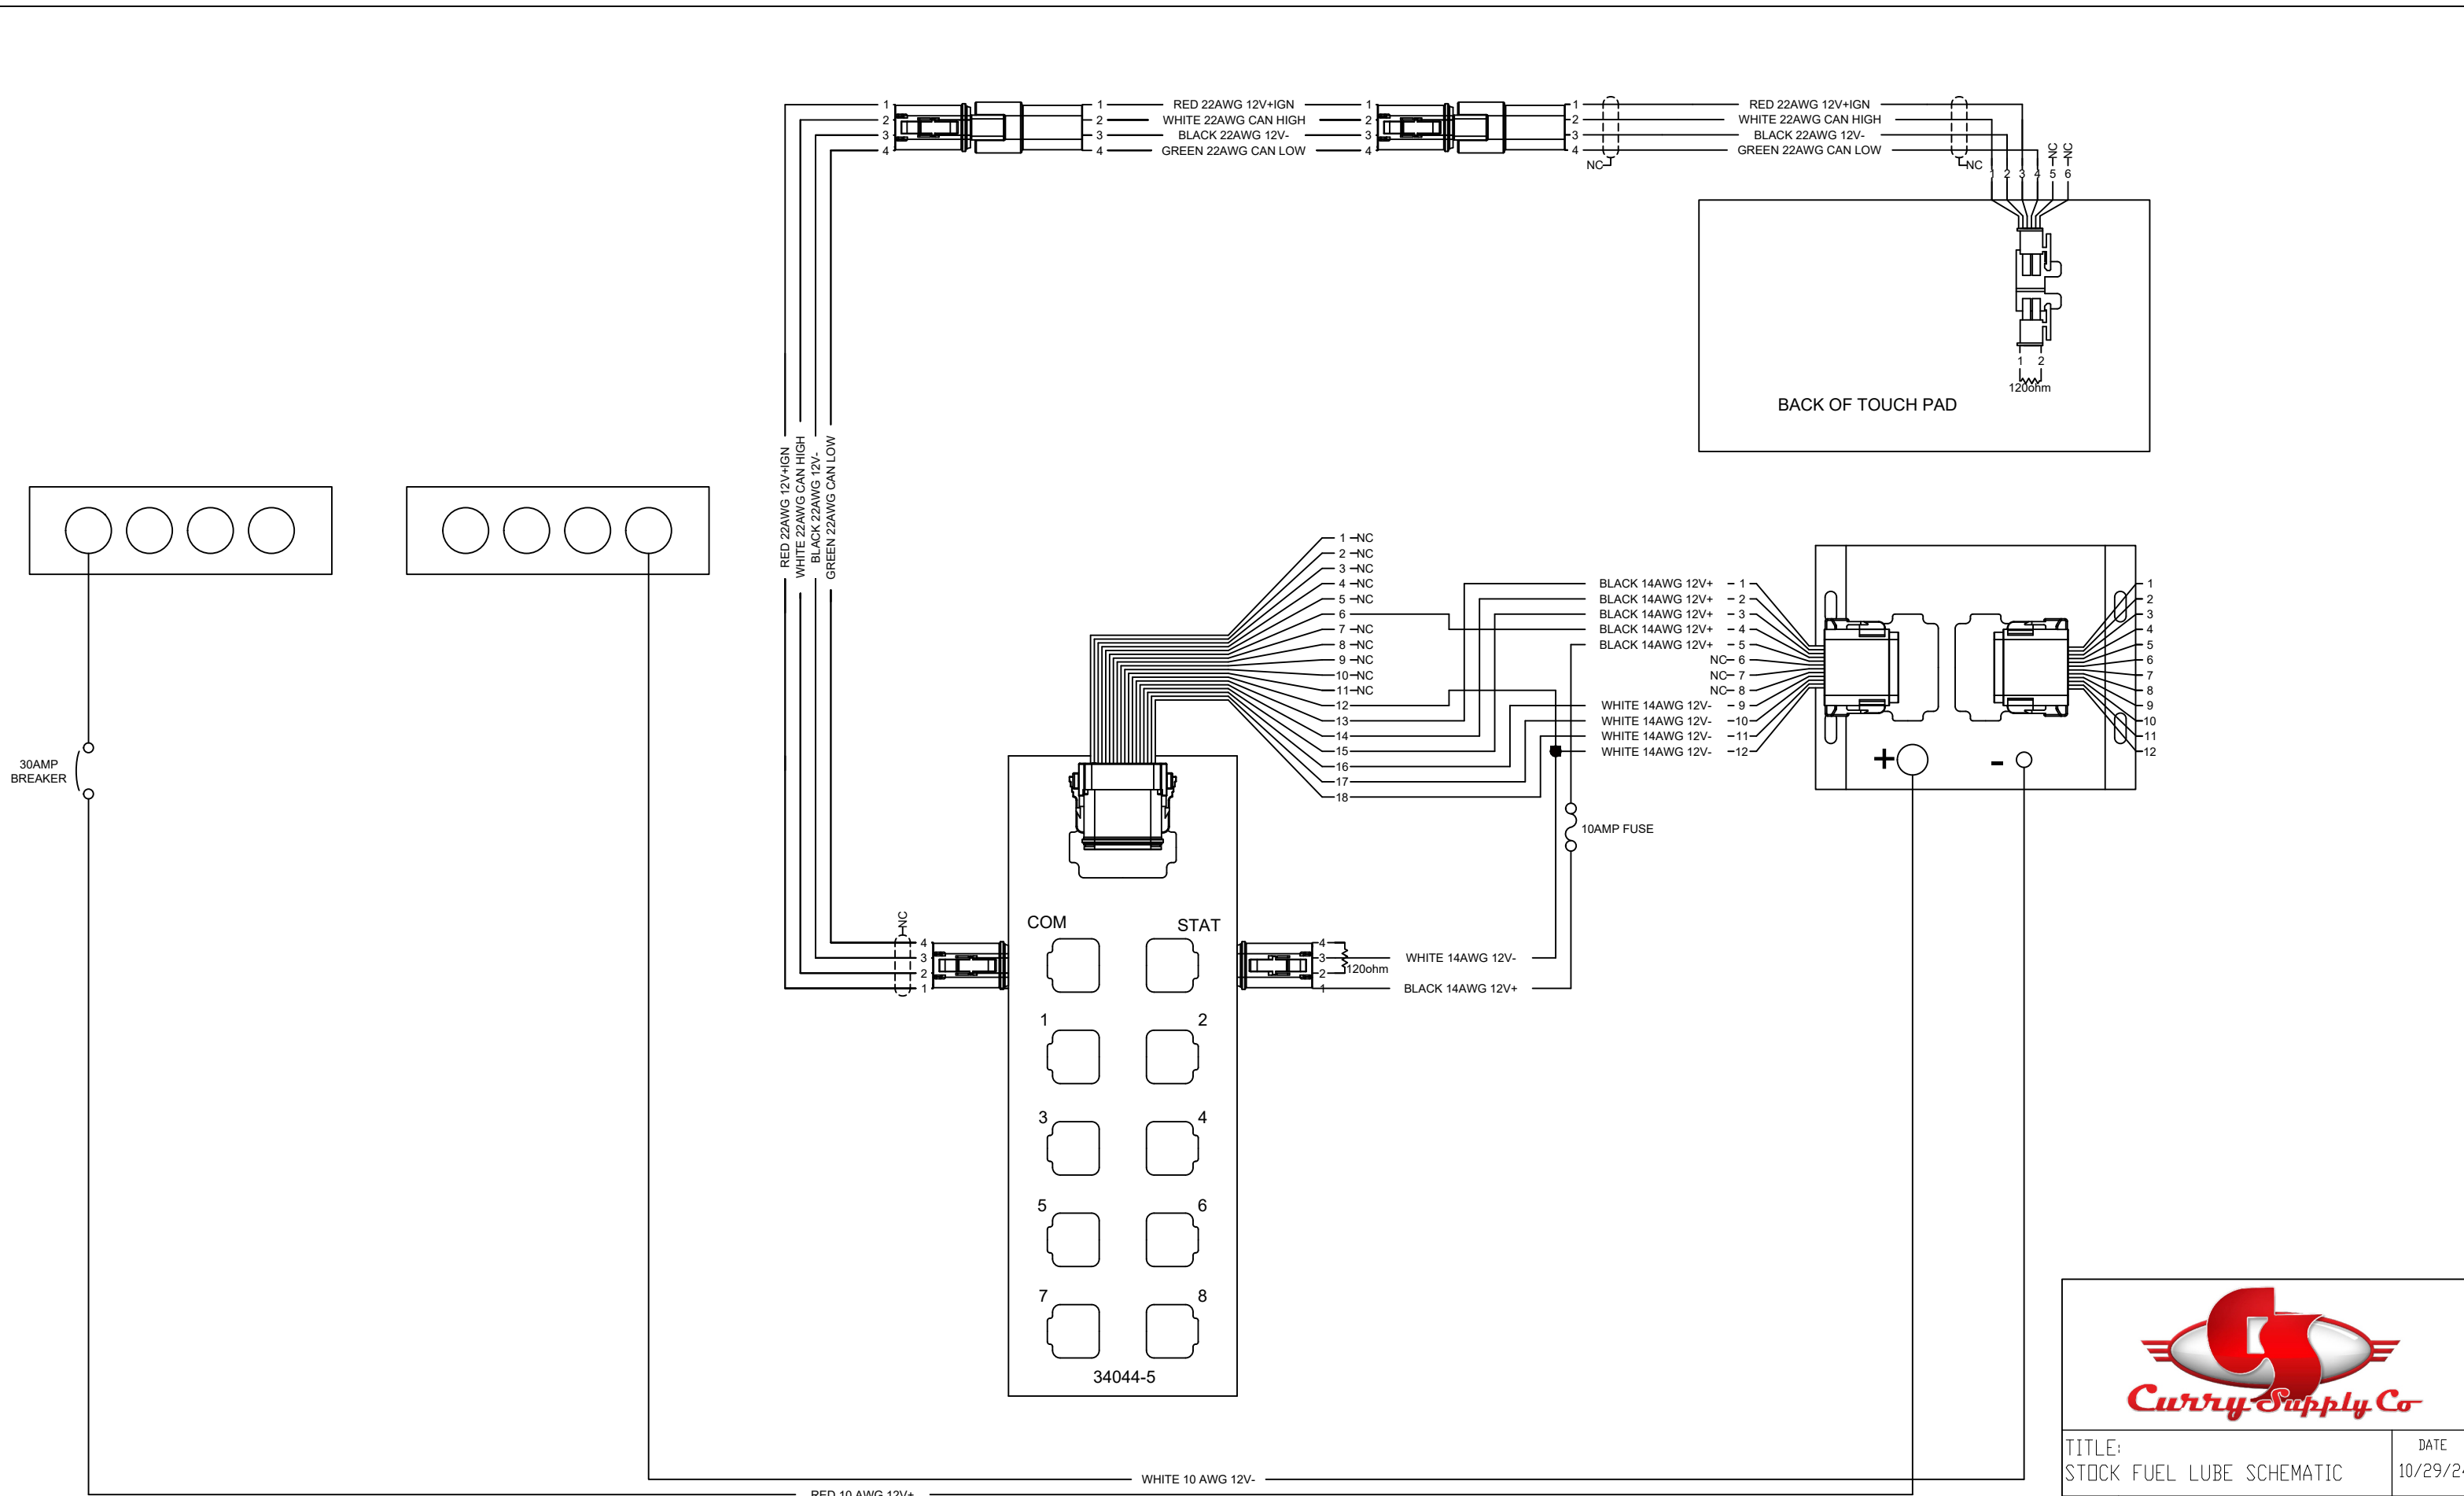 1 1 RED 22AWG 12V+IGN 1 1 RED 22AWG 12V+IGN
2 2 WHITE 22AWG CAN HIGH 2 2 WHITE 22AWG CAN HIGH
3 3 BLACK 22AWG 12V- 3 3 BLACK 22AWG 12V-
4 4 GREEN 22AWG CAN LOW 4 4 GREEN 22AWG CAN LOW
NC NC
NC NC
1 2 3 4 5 6
1 2
120ohm
BACK OF TOUCH PAD
RED 22AWG 12V+IGN
WHITE 22AWG CAN HIGH
BLACK 22AWG 12V-
GREEN 22AWG CAN LOW
1 NC
2 NC
3 NC
4 NC
5 NC
6
7 NC
8 NC
9 NC
10 NC
11 NC
12
13
14
15
16
17
18
BLACK 14AWG 12V+ 1
BLACK 14AWG 12V+ 2
BLACK 14AWG 12V+ 3
BLACK 14AWG 12V+ 4
BLACK 14AWG 12V+ 5
NC 6
NC 7
NC 8
WHITE 14AWG 12V- 9
WHITE 14AWG 12V- 10
WHITE 14AWG 12V- 11
WHITE 14AWG 12V- 12
1
2
3
4
5
6
7
8
9
10
11
12
+ -
30AMP
BREAKER
10AMP FUSE
NC
4
3
2
1
COM STAT
4
3 WHITE 14AWG 12V-
2 120ohm
1 BLACK 14AWG 12V+
1 2
3 4
5 6
7 8
34044-5
WHITE 10 AWG 12V-
RED 10 AWG 12V+
CS
Curry Supply Co
TITLE:
STOCK FUEL LUBE SCHEMATIC
DATE
10/29/24